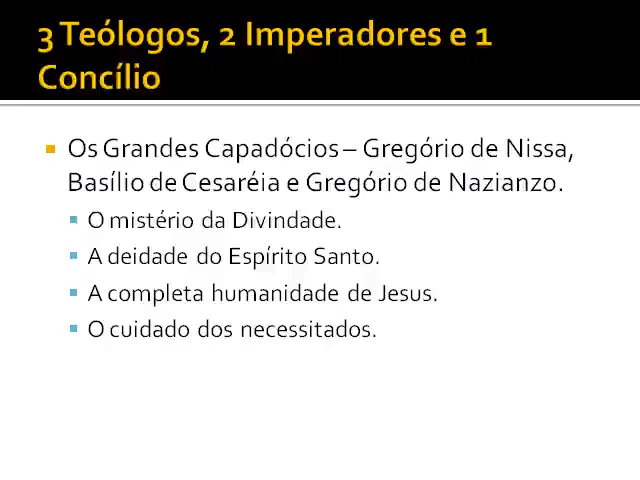 3 Teólogos, 2 Imperadores e 1
Concílio
Os Grandes Capadócios – Gregório de Nissa,
Basílio de Cesaréia e Gregório de Nazianzo.
O mistério da Divindade.
A deidade do Espírito Santo.
A completa humanidade de Jesus.
O cuidado dos necessitados.